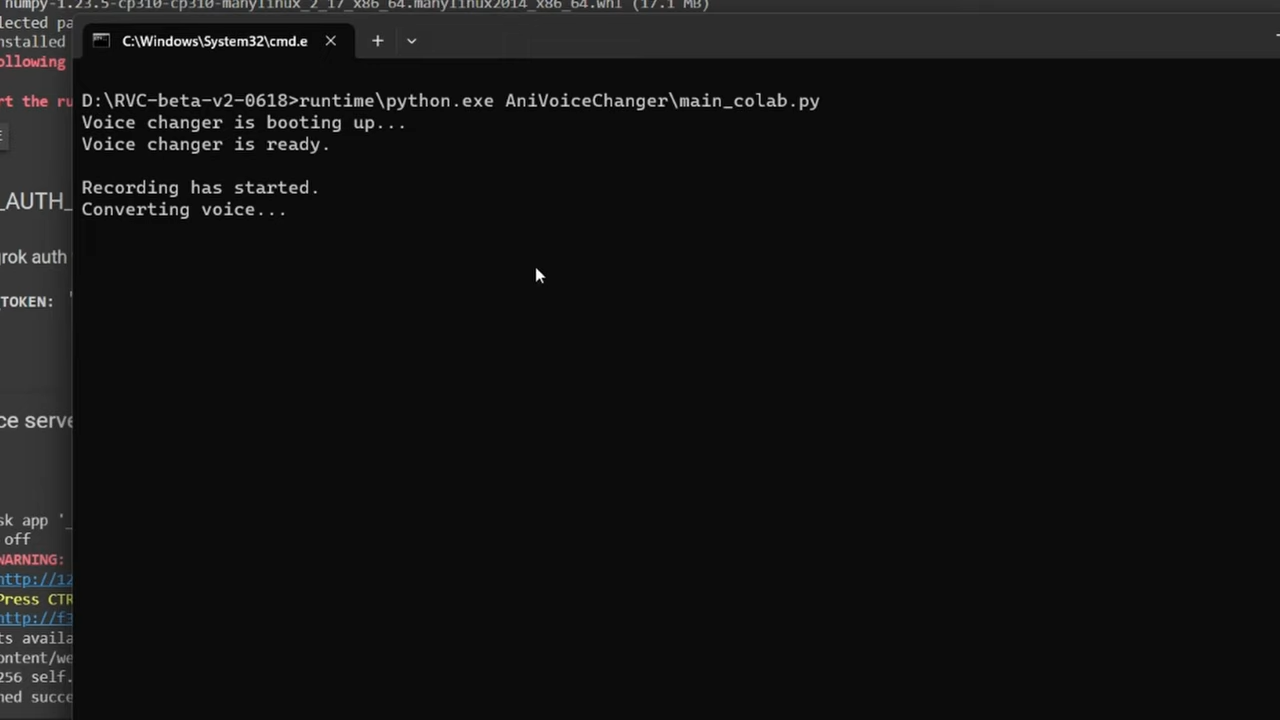 numpy-1.23.5-cp310-cp310-manylinux_2_17_x86_64.manylinux2014_x86_64.whl (17.1 MB)
lected pa
nstalled
ollowing
rt the ru
E
_AUTH_
rok auth
TOKEN: "
ce serve
sk app '_
off
WARNING:
http://12
Press CTR
http://f3
ts availa
ontent/we
256 self.
ned succe
C:\Windows\System32\cmd.e
D:\RVC-beta-v2-0618>runtime\python.exe AniVoiceChanger\main_colab.py
Voice changer is booting up...
Voice changer is ready.
Recording has started.
Converting voice...